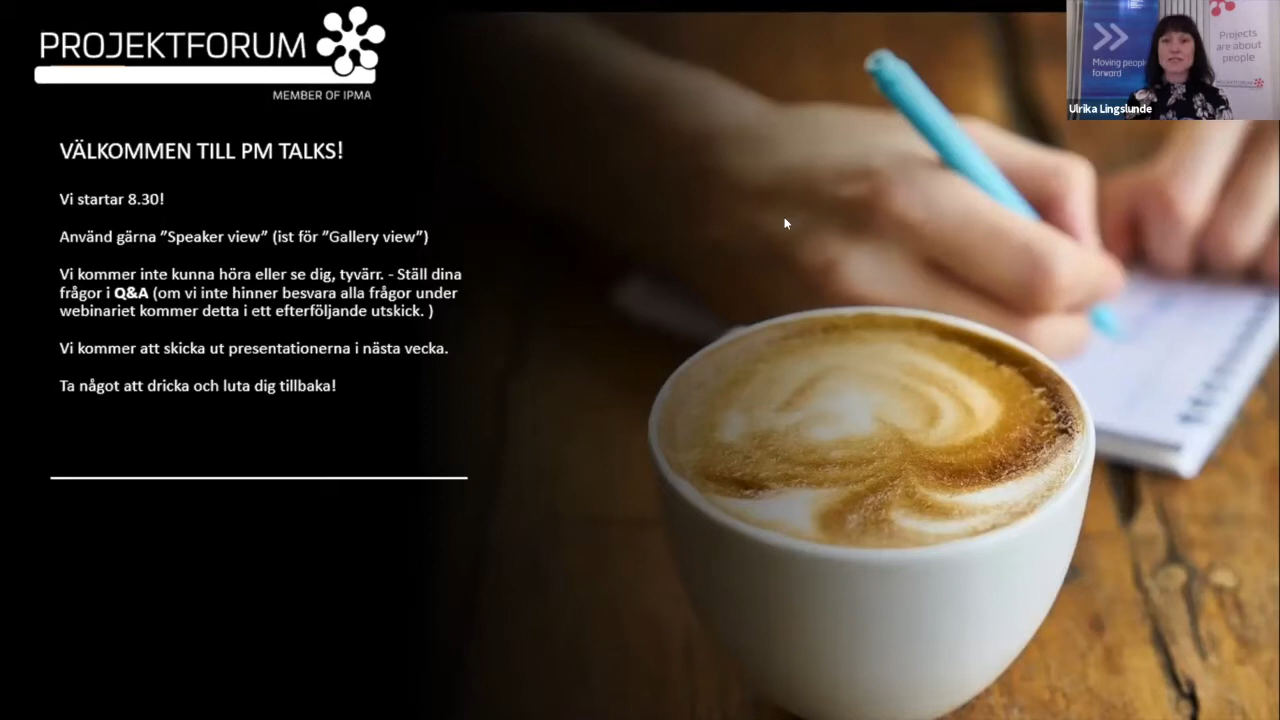 PROJEKTFORUM
MEMBER OF IPMA
VÄLKOMMEN TILL PM TALKS!
Vi startar 8.30!
Använd gärna ”Speaker view” (ist för ”Gallery view”)
Vi kommer inte kunna höra eller se dig, tyvärr. - Ställ dina
frågor i Q&A (om vi inte hinner besvara alla frågor under
webinariet kommer detta i ett efterföljande utskick. )
Vi kommer att skicka ut presentationerna i nästa vecka.
Ta något att dricka och luta dig tillbaka!
Moving people
forward
Projects
are about
people
PROJEKTFORUM
Ulrika Lingslunde